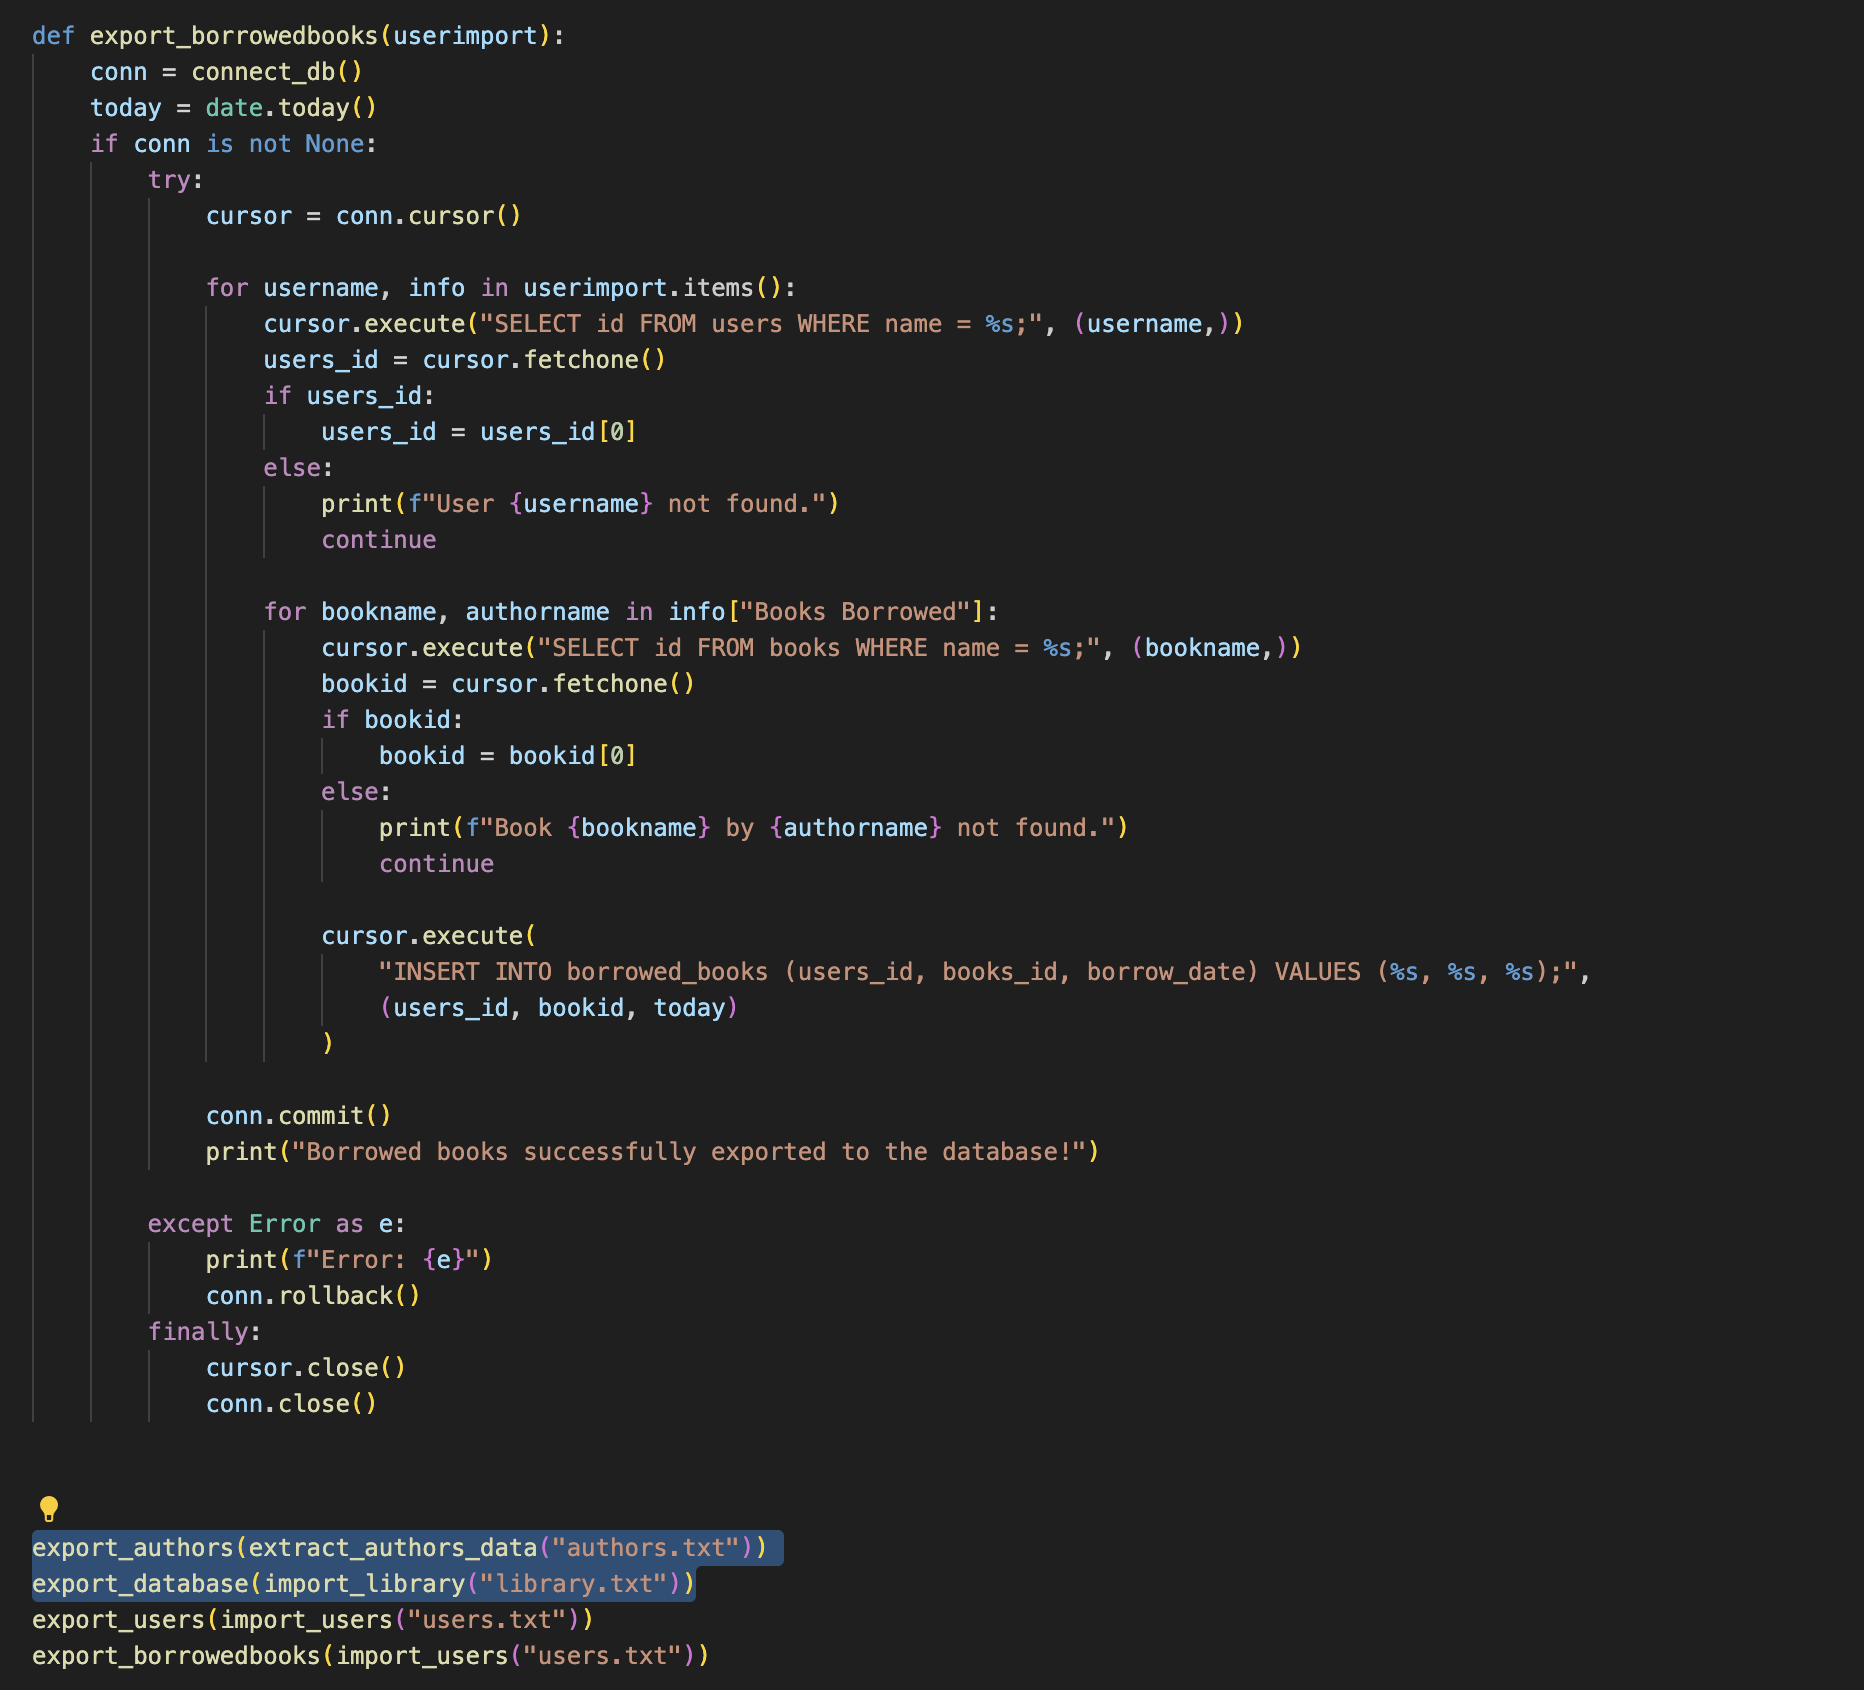 def export_borrowedbooks(userimport):
    conn = connect_db()
    today = date.today()
    if conn is not None:
        try:
            cursor = conn.cursor()

            for username, info in userimport.items():
                cursor.execute("SELECT id FROM users WHERE name = %s;", (username,))
                users_id = cursor.fetchone()
                if users_id:
                    users_id = users_id[0]
                else:
                    print(f"User {username} not found.")
                    continue

                for bookname, authorname in info["Books Borrowed"]:
                    cursor.execute("SELECT id FROM books WHERE name = %s;", (bookname,))
                    bookid = cursor.fetchone()
                    if bookid:
                        bookid = bookid[0]
                    else:
                        print(f"Book {bookname} by {authorname} not found.")
                        continue

                    cursor.execute(
                        "INSERT INTO borrowed_books (users_id, books_id, borrow_date) VALUES (%s, %s, %s);",
                        (users_id, bookid, today)
                    )

            conn.commit()
            print("Borrowed books successfully exported to the database!")

        except Error as e:
            print(f"Error: {e}")
            conn.rollback()
        finally:
            cursor.close()
            conn.close()

export_authors(extract_authors_data("authors.txt"))
export_database(import_library("library.txt"))
export_users(import_users("users.txt"))
export_borrowedbooks(import_users("users.txt"))